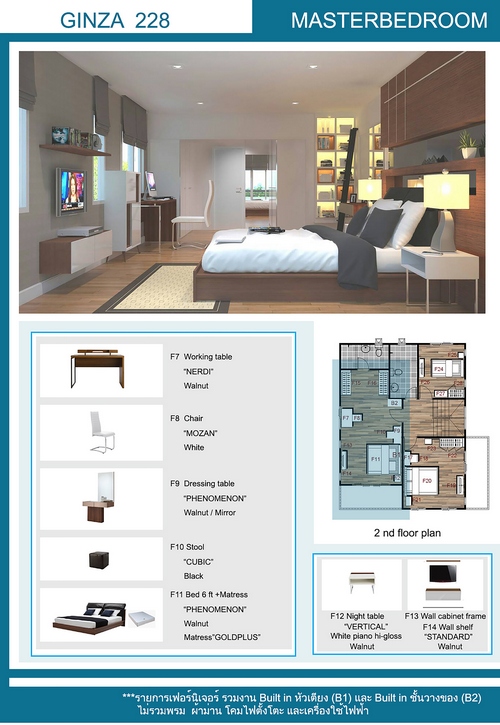 GINZA 228
MASTERBEDROOM
F7 Working table
"NERDI"
Walnut
F8 Chair
"MOZAN"
White
F9 Dressing table
"PHENOMENON"
Walnut / Mirror
F10 Stool
"CUBIC"
Black
F11 Bed 6 ft +Matress
"PHENOMENON"
Walnut
Matress"GOLDPLUS"
B2
F7
F8
F11
B1
F24
F27
F20
F21
2 nd floor plan
F12 Night table
"VERTICAL"
White piano hi-gloss
Walnut
F13 Wall cabinet frame
F14 Wall shelf
"STANDARD"
Walnut
***รายการเฟอร์นิเจอร์ รวมงาน Built in หัวเตียง (B1) และ Built in ชั้นวางของ (B2)
ไม่รวมพรม ผ้าม่าน โคมไฟตั้งโต๊ะ และเครื่องใช้ไฟฟ้า